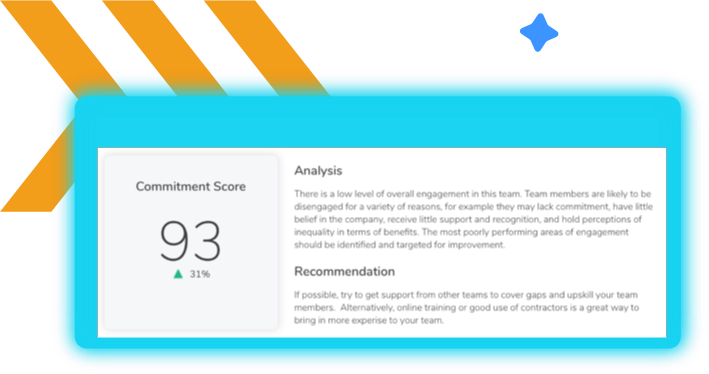 Commitment Score
93
31%
Analysis
There is a low level of overall engagement in this team. Team members are likely to be
disengaged for a variety of reasons, for example they may lack commitment, have little
belief in the company, receive little support and recognition, and hold perceptions of
inequality in terms of benefits. The most poorly performing areas of engagement
should be identified and targeted for improvement.
Recommendation
If possible, try to get support from other teams to cover gaps and upskill your team
members. Alternatively, online training or good use of contractors is a great way to
bring in more experise to your team.